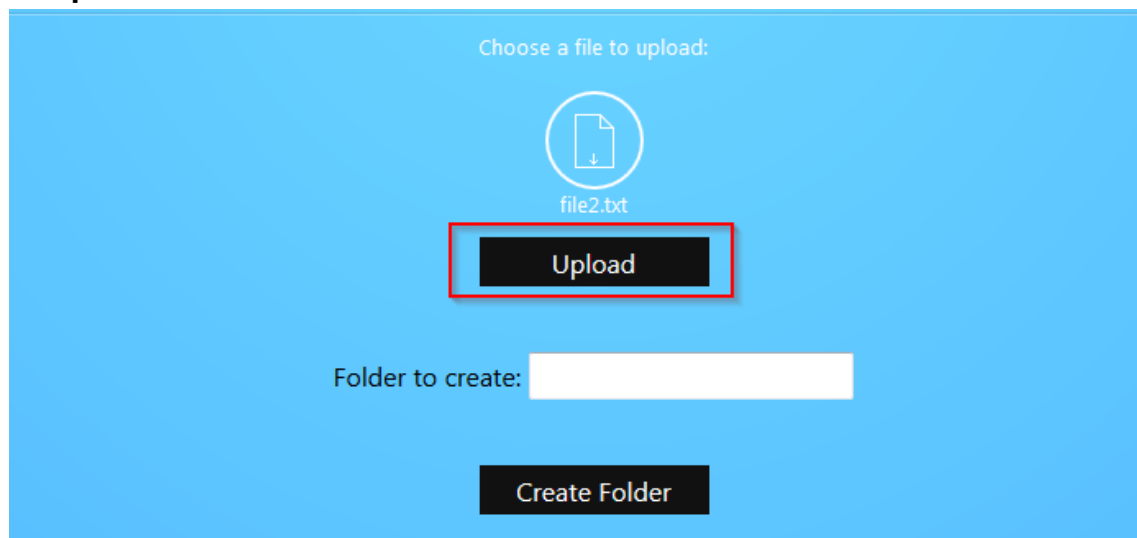 Choose a file to upload:
file2.txt
Upload
Folder to create:
Create Folder